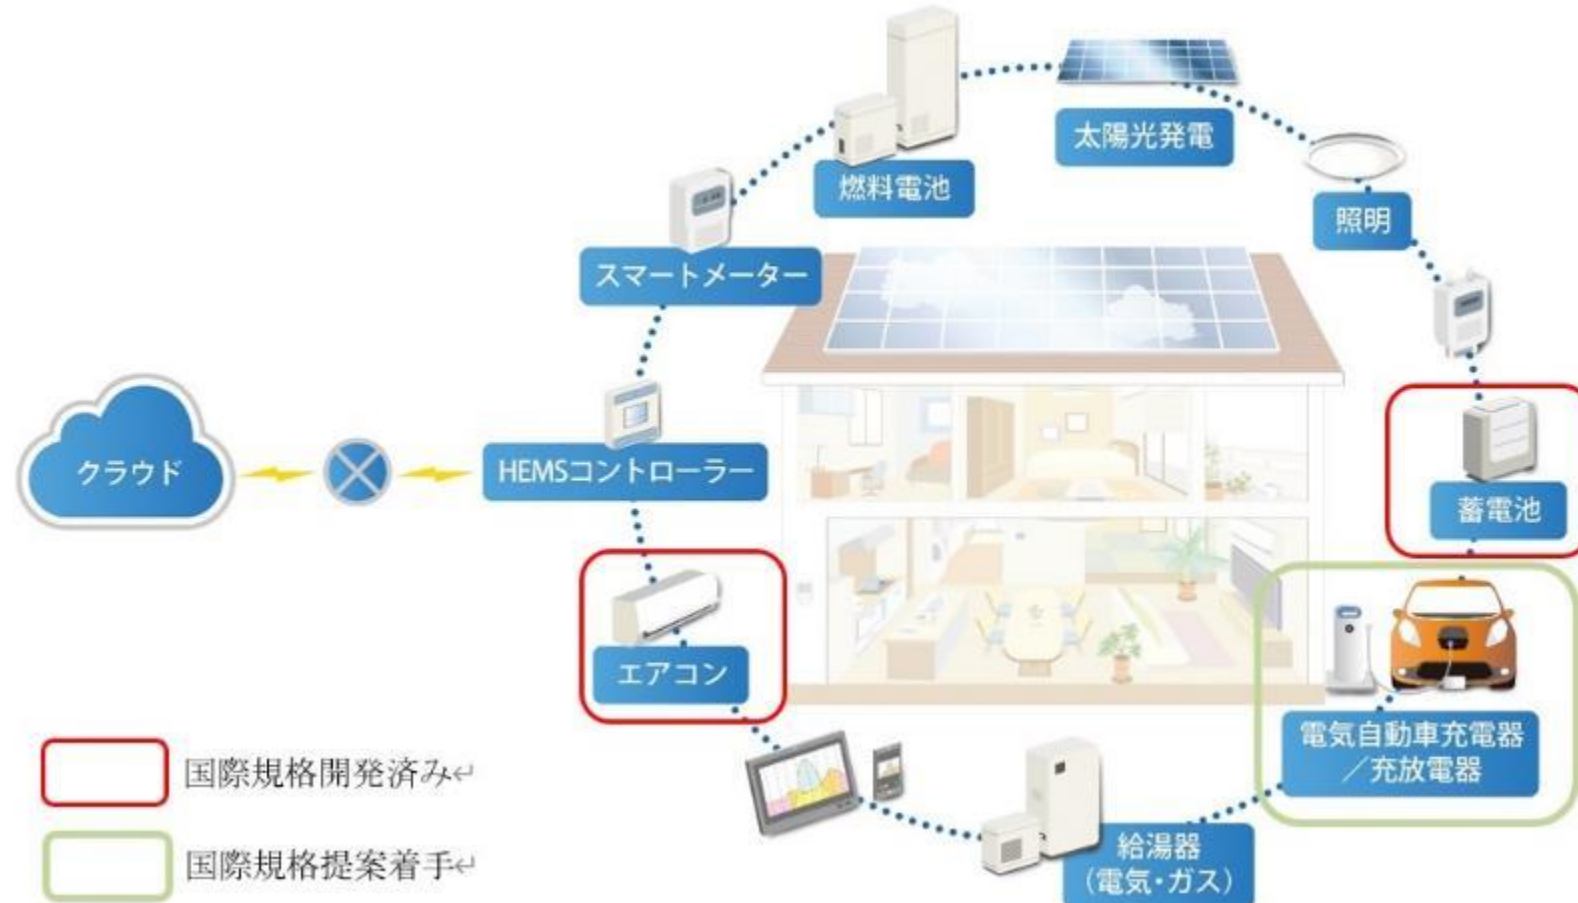 太陽光発電
燃料電池
照明
スマートメーター
クラウド
HEMSコントローラー
蓄電池
エアコン
電気自動車充電器
／充放電器
国際規格開発済み↵
給湯器
(電気・ガス)
国際規格提案着手↵